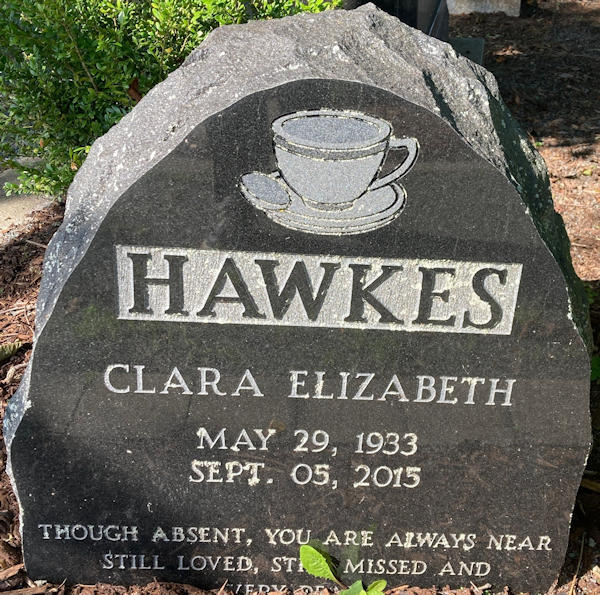 HAWKES
CLARA ELIZABETH
MAY 29, 1933
SEPT. 05, 2015
THOUGH ABSENT, YOU ARE ALWAYS NEAR
STILL LOVED, MISSED AND
VERY